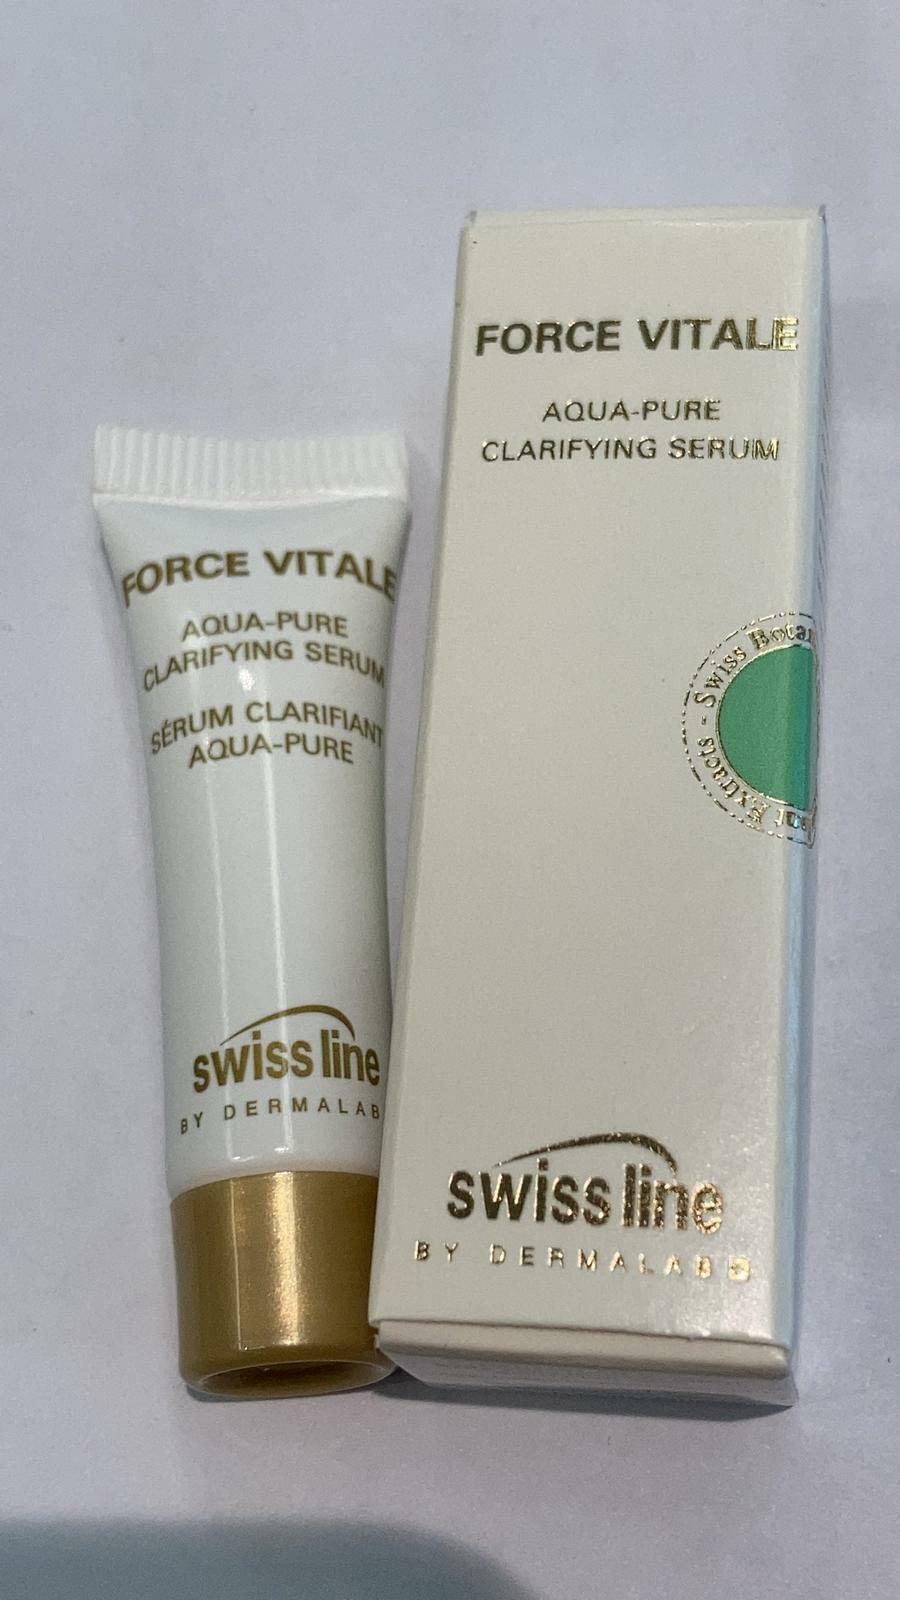 FORCE VITALE
AQUA-PURE
CLARIFYING SERUM
SÉRUM CLARIFIANT
AQUA-PURE
swiss line
BY DERMALAB
FORCE VITALE
AQUA-PURE
CLARIFYING SERUM
Extracts - Swiss
swiss line
BY DERMALAB